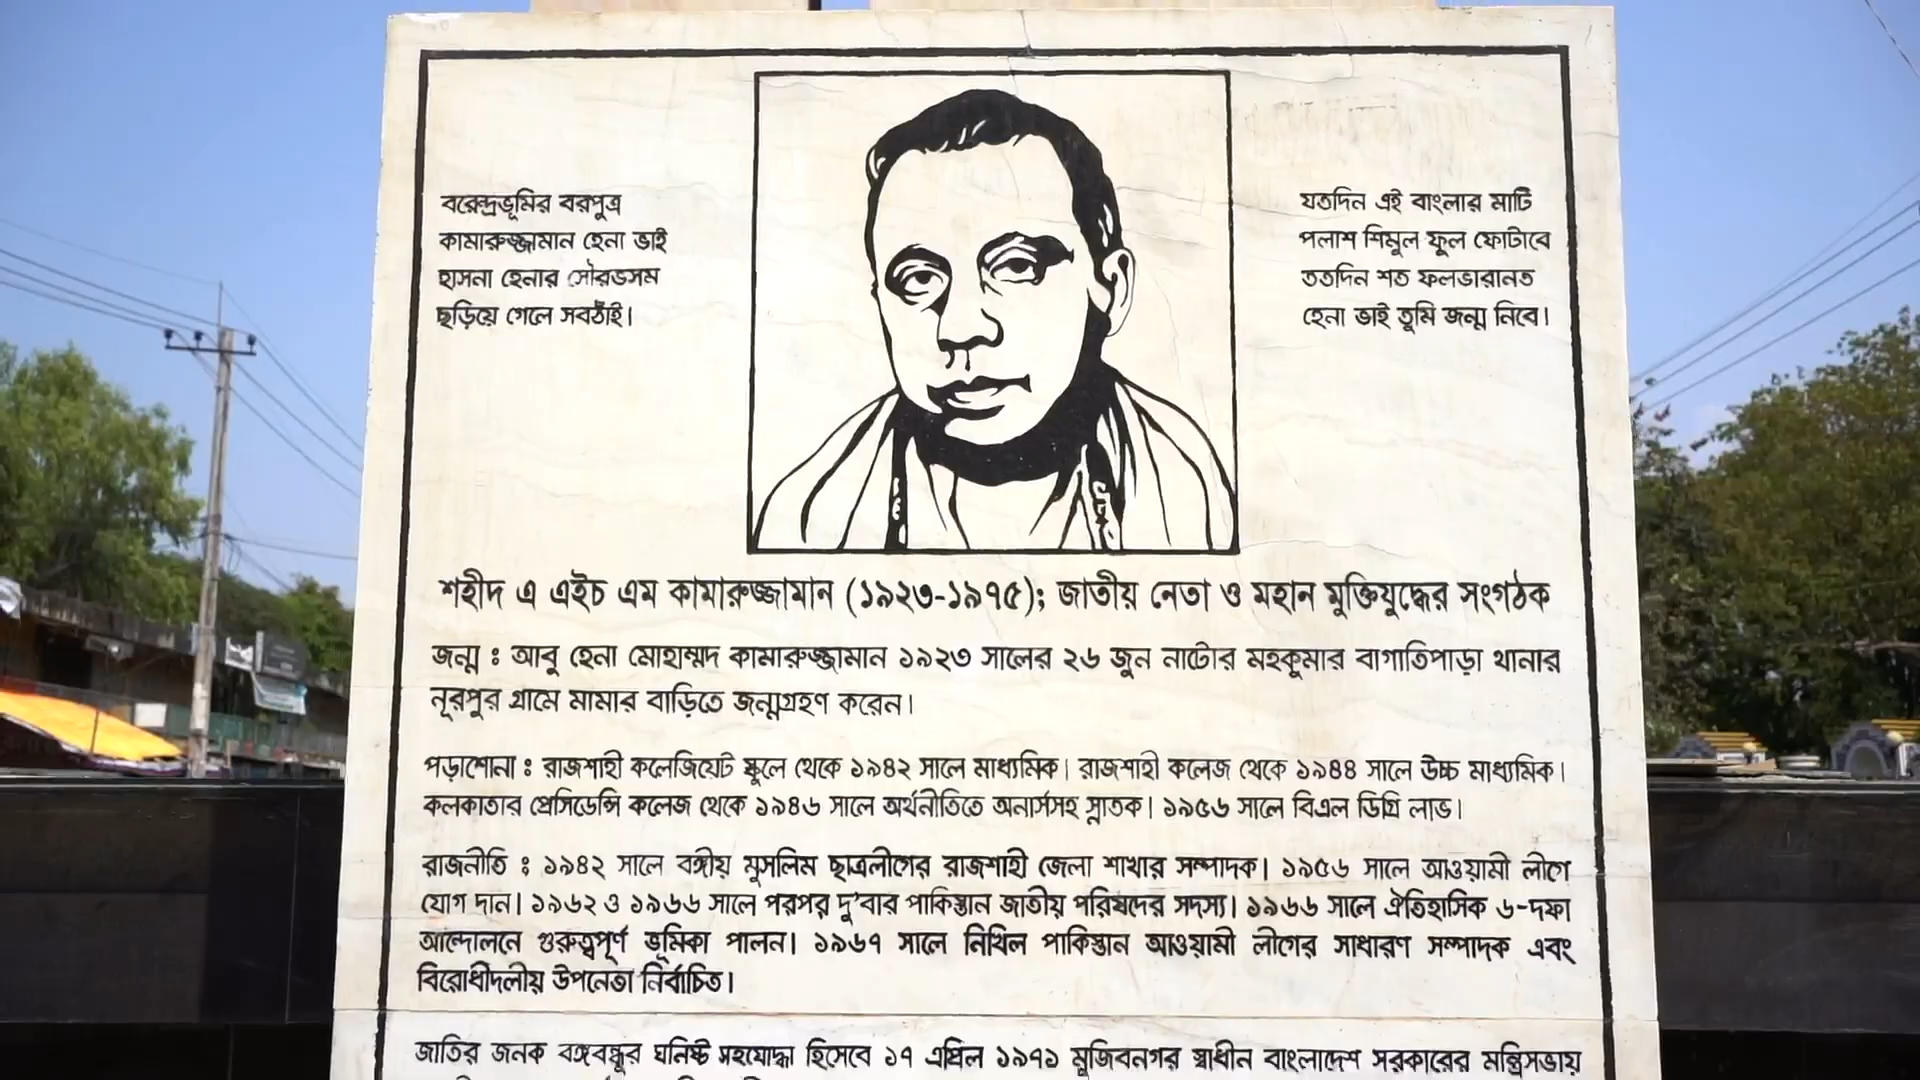 বরেন্দ্রভূমির বরপুত্র
কামারুজ্জামান হেনা ভাই
হাসনা হেনার সৌরভসম
ছড়িয়ে গেলে সবঠাঁই।
যতদিন এই বাংলার মাটি
পলাশ শিমুল ফুল ফোটাবে
ততদিন শত ফলভারানত
হেনা ভাই তুমি জন্ম নিবে।
শহীদ এ এইচ এম কামারুজ্জামান (১৯২৩-১৯৭৫); জাতীয় নেতা ও মহান মুক্তিযুদ্ধের সংগঠক
জন্ম : আবু হেনা মোহাম্মদ কামারুজ্জামান ১৯২৩ সালের ২৬ জুন নাটোর মহকুমার বাগাতিপাড়া থানার
নূরপুর গ্রামে মামার বাড়িতে জন্মগ্রহণ করেন।
পড়াশোনা : রাজশাহী কলেজিয়েট স্কুলে থেকে ১৯৪২ সালে মাধ্যমিক। রাজশাহী কলেজ থেকে ১৯৪৪ সালে উচ্চ মাধ্যমিক।
কলকাতার প্রেসিডেন্সি কলেজ থেকে ১৯৪৬ সালে অর্থনীতিতে অনার্সসহ স্নাতক। ১৯৫৬ সালে বিএল ডিগ্রি লাভ।
রাজনীতি : ১৯৪২ সালে বঙ্গীয় মুসলিম ছাত্রলীগের রাজশাহী জেলা শাখার সম্পাদক। ১৯৫৬ সালে আওয়ামী লীগে
যোগ দান। ১৯৬২ ও ১৯৬৬ সালে পরপর দু'বার পাকিস্তান জাতীয় পরিষদের সদস্য। ১৯৬৬ সালে ঐতিহাসিক ৬-দফা
আন্দোলনে গুরুত্বপূর্ণ ভূমিকা পালন। ১৯৬৭ সালে নিখিল পাকিস্তান আওয়ামী লীগের সাধারণ সম্পাদক এবং
বিরোধীদলীয় উপনেতা নির্বাচিত।
জাতির জনক বঙ্গবন্ধুর ঘনিষ্ট সহযোদ্ধা হিসেবে ১৭ এপ্রিল ১৯৭১ মুজিবনগর স্বাধীন বাংলাদেশ সরকারের মন্ত্রিসভায়